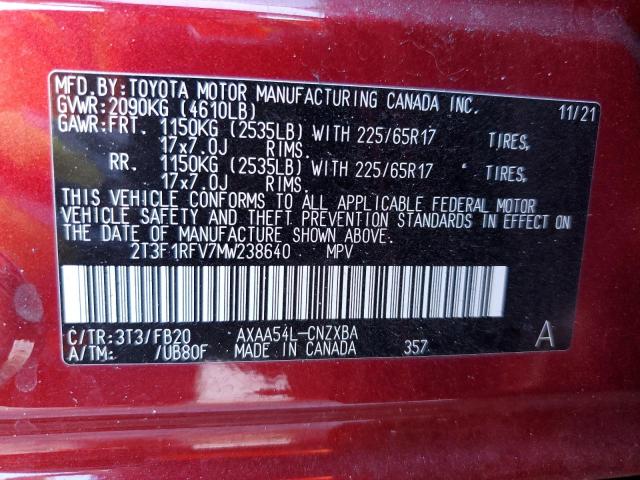 MFD.BY:TOYOTA MOTOR MANUFACTURING CANADA INC. 11/21
GVWR:2090KG (4610LB)
GAWR:FRT. 1150KG (2535LB) WITH 225/65R17 TIRES,
17x7.0J RIMS.
RR. 1150KG (2535LB) WITH 225/65R17 TIRES,
17x7.0J RIMS.
THIS VEHICLE CONFORMS TO ALL APPLICABLE FEDERAL MOTOR
VEHICLE SAFETY AND THEFT PREVENTION STANDARDS IN EFFECT ON
THE DATE OF MANUFACTURE SHOWN ABOVE.
2T3F1RFV7MW238640 MPV
C/TR:3T3/FB20 AXAA54L-CNZXBA A
A/TM: /UB80F MADE IN CANADA 357